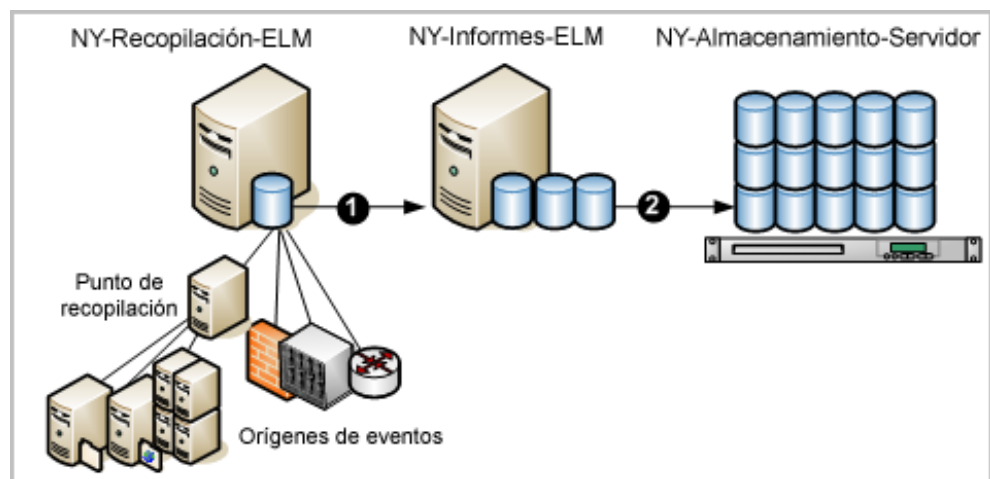 NY-Recopilación-ELM
NY-Informes-ELM
NY-Almacenamiento-Servidor
1
2
Punto de
recopilación
Orígenes de eventos